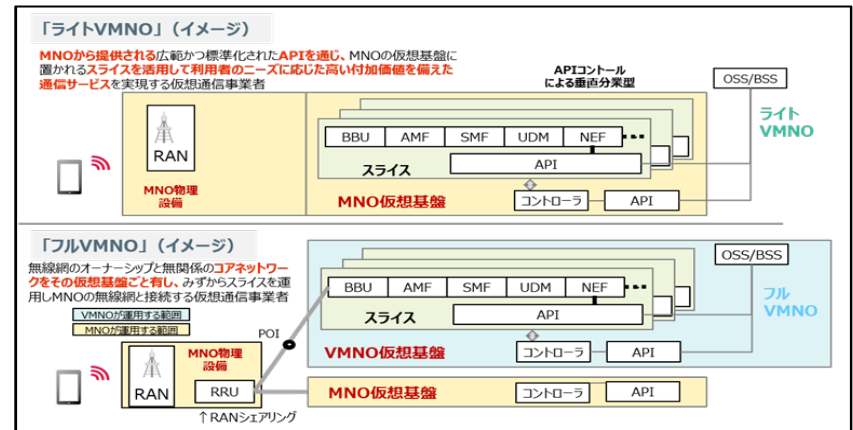 「ライトVMNO」（イメージ）
MNOから提供される広範かつ標準化されたAPIを通じ、MNOの仮想基盤に
置かれるスライスを活用して利用者のニーズに応じた高い付加価値を備えた
通信サービスを実現する仮想通信事業者
APIコントール
による垂直分業型
OSS/BSS
ライト
VMNO
RAN
MNO物理
設備
BBU AMF SMF UDM NEF
スライス API
MNO仮想基盤 コントローラ API
「フルVMNO」（イメージ）
無線網のオーナーシップと無関係のコアネットワー
クをその仮想基盤ごと有し、みずからスライスを運
用しMNOの無線網と接続する仮想通信事業者
VMNOが運用する範囲
MNOが運用する範囲
POI
OSS/BSS
フル
VMNO
BBU AMF SMF UDM NEF
スライス API
VMNO仮想基盤 コントローラ API
MNO物理
設備
RAN RRU
↑RANシェアリング
MNO仮想基盤 コントローラ API